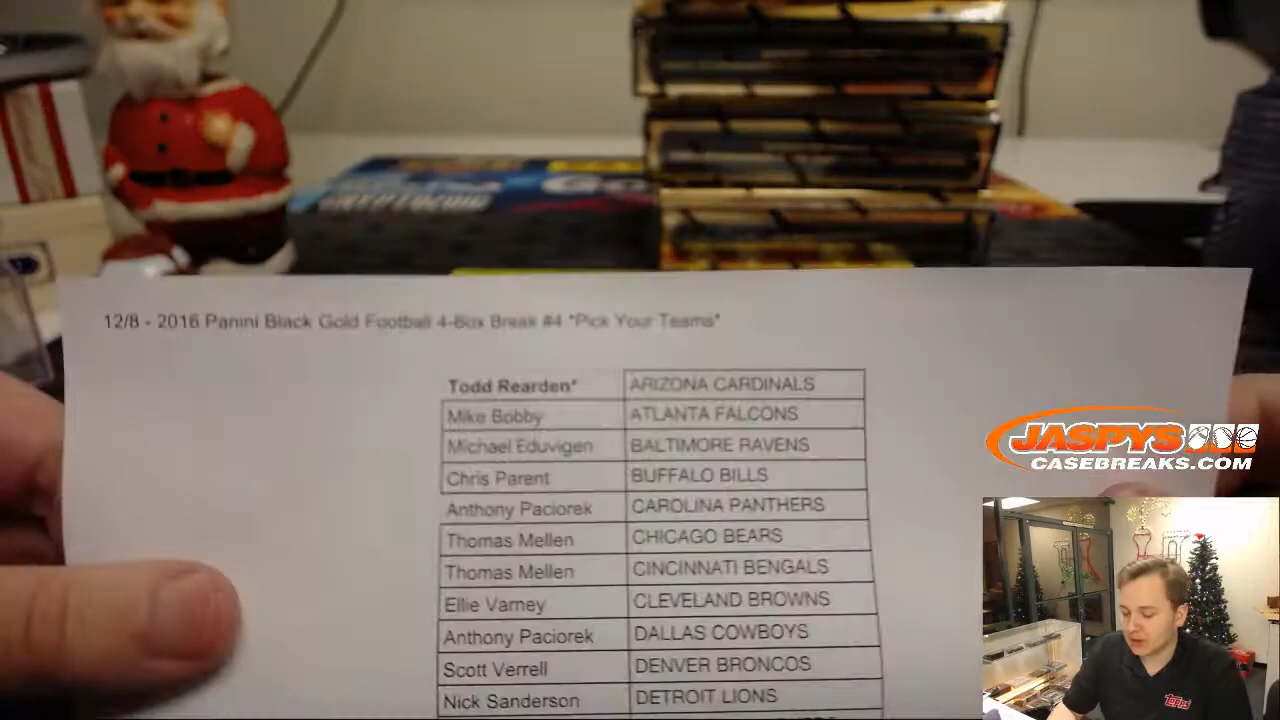 12/8 - 2016 Panini Black Gold Football 4-Box Break #4 "Pick Your Teams"
Todd Rearden* ARIZONA CARDINALS
Mike Bobby ATLANTA FALCONS
Michael Eduvigen BALTIMORE RAVENS
Chris Parent BUFFALO BILLS
Anthony Paciorek CAROLINA PANTHERS
Thomas Mellen CHICAGO BEARS
Thomas Mellen CINCINNATI BENGALS
Ellie Varney CLEVELAND BROWNS
Anthony Paciorek DALLAS COWBOYS
Scott Verrell DENVER BRONCOS
Nick Sanderson DETROIT LIONS
JASPYS
CASEBREAKS.COM
topps